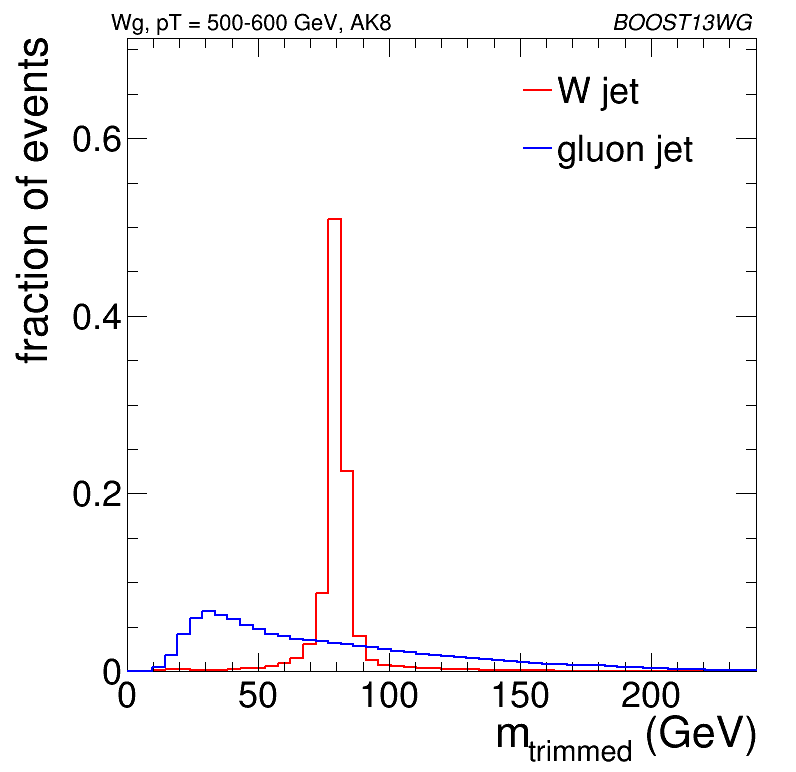 Wg, pT = 500-600 GeV, AK8
BOOST13WG
fraction of events
W jet
gluon jet
0.6
0.4
0.2
0
0 50 100 150 200
m_trimmed (GeV)